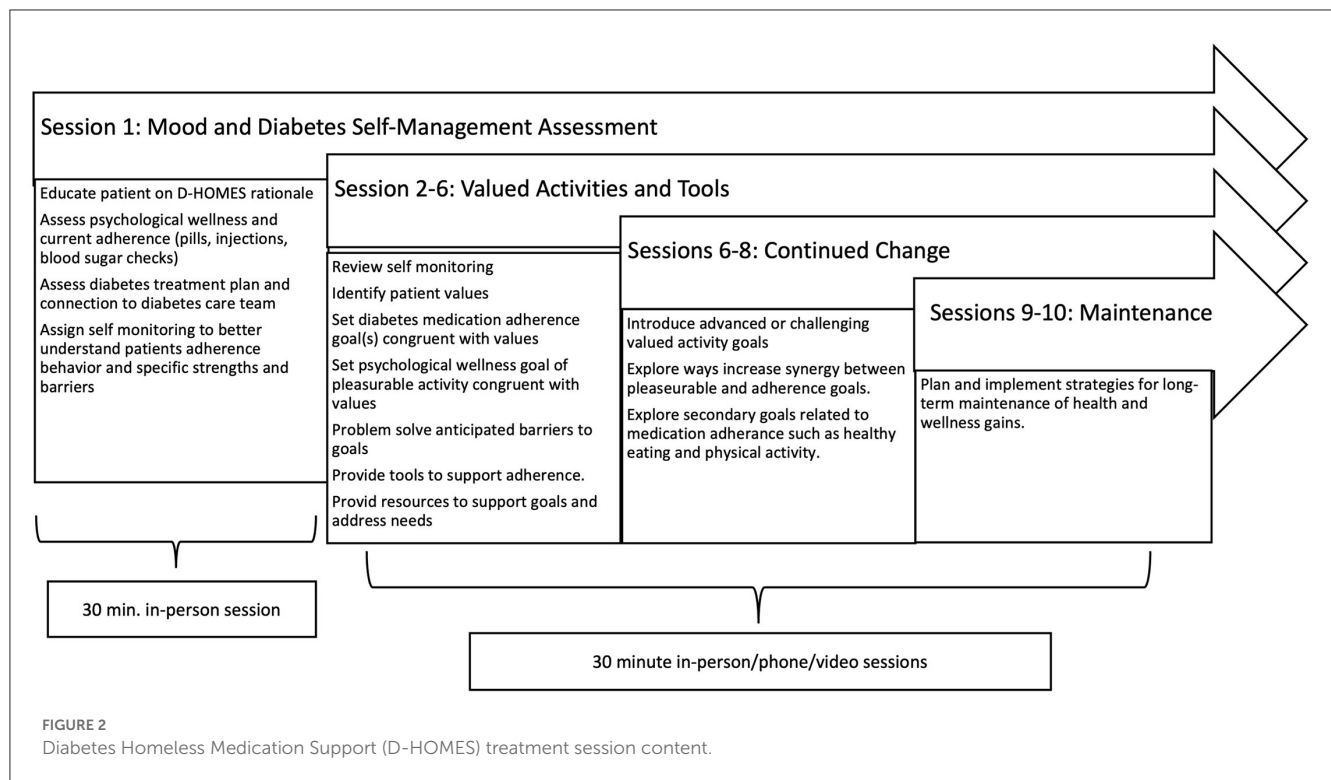 Session 1: Mood and Diabetes Self-Management Assessment
Educate patient on D-HOMES rationale
Assess psychological wellness and
current adherence (pills, injections,
blood sugar checks)
Assess diabetes treatment plan and
connection to diabetes care team
Assign self monitoring to better
understand patients adherence
behavior and specific strengths and
barriers
Session 2-6: Valued Activities and Tools
Review self monitoring
Identify patient values
Set diabetes medication adherence
goal(s) congruent with values
Set psychological wellness goal of
pleasurable activity congruent with
values
Problem solve anticipated barriers to
goals
Provide tools to support adherence.
Provid resources to support goals and
address needs
Sessions 6-8: Continued Change
Introduce advanced or challenging
valued activity goals
Explore ways increase synergy between
pleaseurable and adherence goals.
Explore secondary goals related to
medication adherance such as healthy
eating and physical activity.
Sessions 9-10: Maintenance
Plan and implement strategies for long-
term maintenance of health and
wellness gains.
30 min. in-person session
30 minute in-person/phone/video sessions
FIGURE 2
Diabetes Homeless Medication Support (D-HOMES) treatment session content.